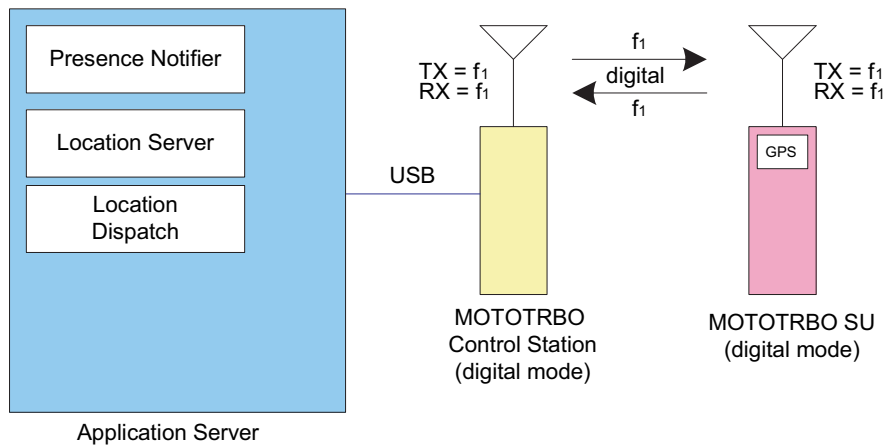 Presence Notifier
Location Server
Location
Dispatch
Application Server
USB
TX = f1
RX = f1
MOTOTRBO
Control Station
(digital mode)
f1
digital
f1
TX = f1
RX = f1
GPS
MOTOTRBO SU
(digital mode)